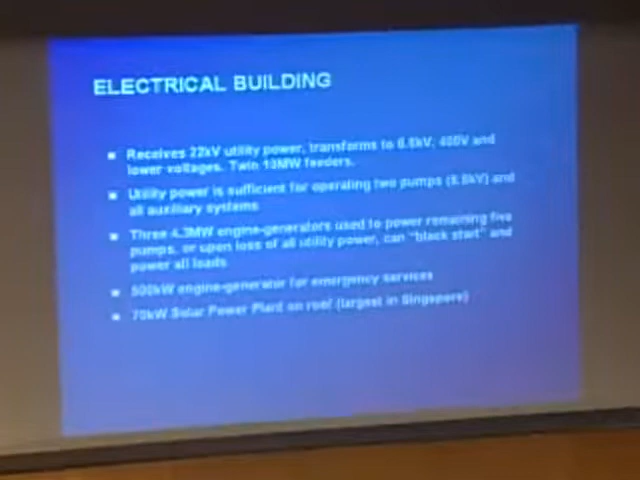 ELECTRICAL BUILDING
Receives 22kV utility power, transforms to 6.6kV, 400V and
lower voltages. Twin 13MW feeders.
Utility power is sufficient for operating two pumps (6.6kV) and
all auxiliary systems
Three 4.3MW engine-generators used to power remaining five
pumps, or upon loss of all utility power, can "black start" and
power all loads
500kW engine-generator for emergency services
70kW Solar Power Plant on roof (largest in Singapore)